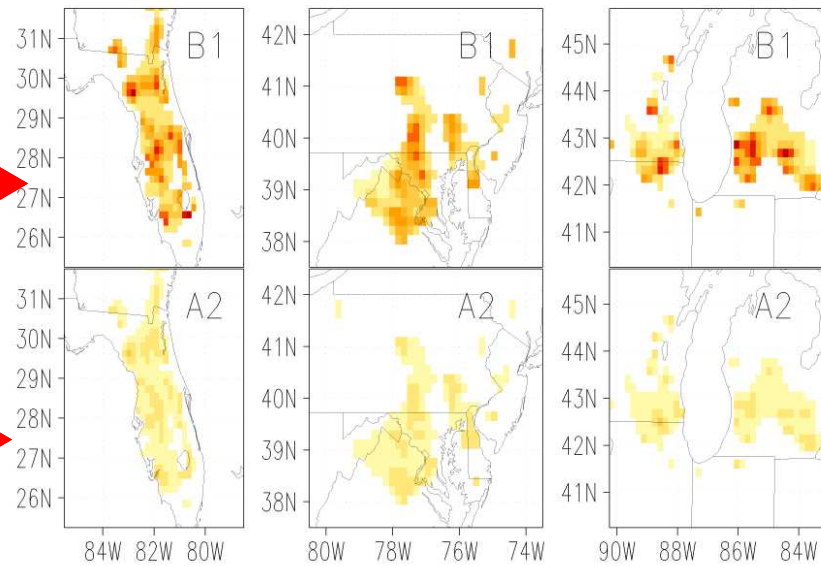 B1
31N
30N
29N
28N
27N
26N
B1
42N
41N
40N
39N
38N
B1
45N
44N
43N
42N
41N
A2
31N
30N
29N
28N
27N
26N
84W 82W 80W
A2
42N
41N
40N
39N
38N
80W 78W 76W 74W
A2
45N
44N
43N
42N
41N
90W 88W 86W 84W